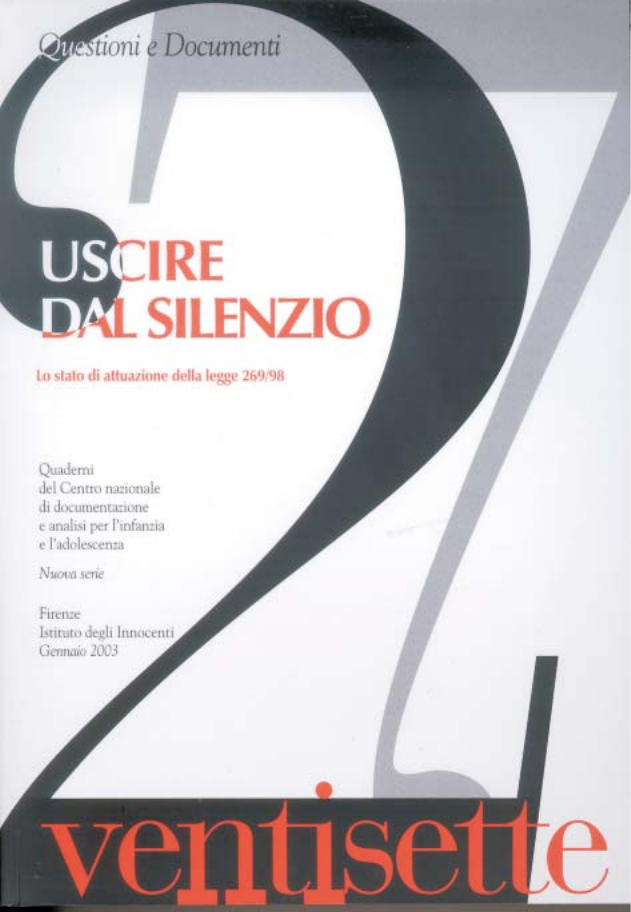 Questioni e Documenti
27
USCIRE
DAL SILENZIO
Lo stato di attuazione della legge 269/98
Quaderni
del Centro nazionale
di documentazione
e analisi per l'infanzia
e l'adolescenza
Nuova serie
Firenze
Istituto degli Innocenti
Gennaio 2003
ventisette